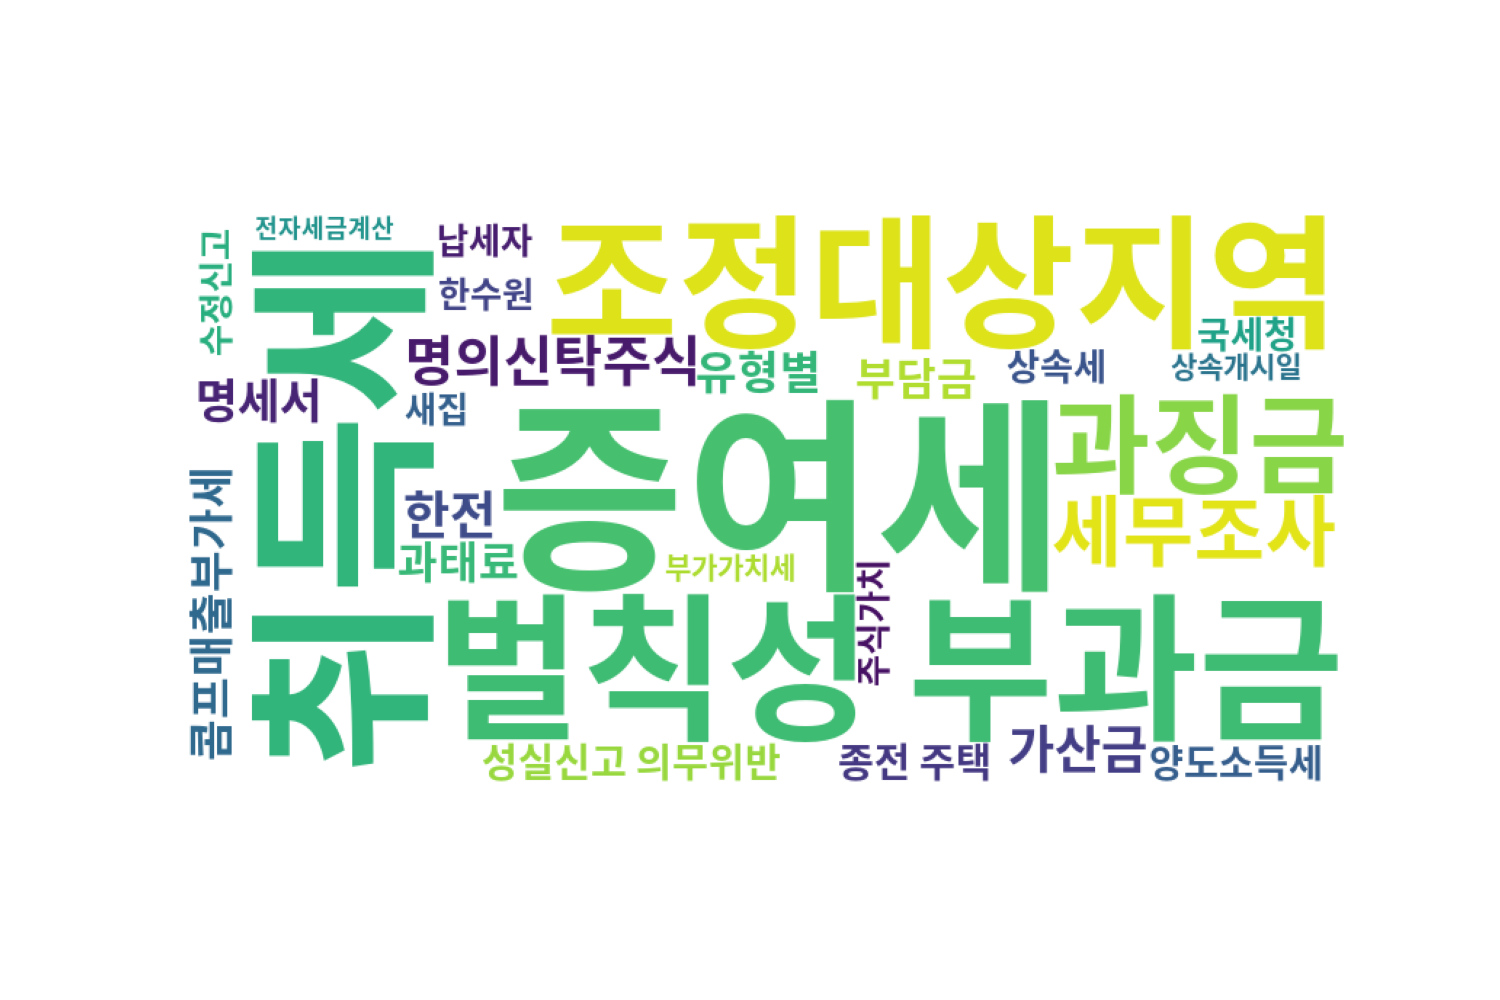 전자세금계산
납세자
조정대상지역
수정신고
취득세
한수원
국세청
명의신탁주식
유형별
부담금
상속세
상속개시일
명세서
새집
증여세
과징금
콤프매출부가세
한전
세무조사
과태료
부가가치세
주식가치
벌칙성 부과금
성실신고 의무위반
종전 주택
가산금
양도소득세